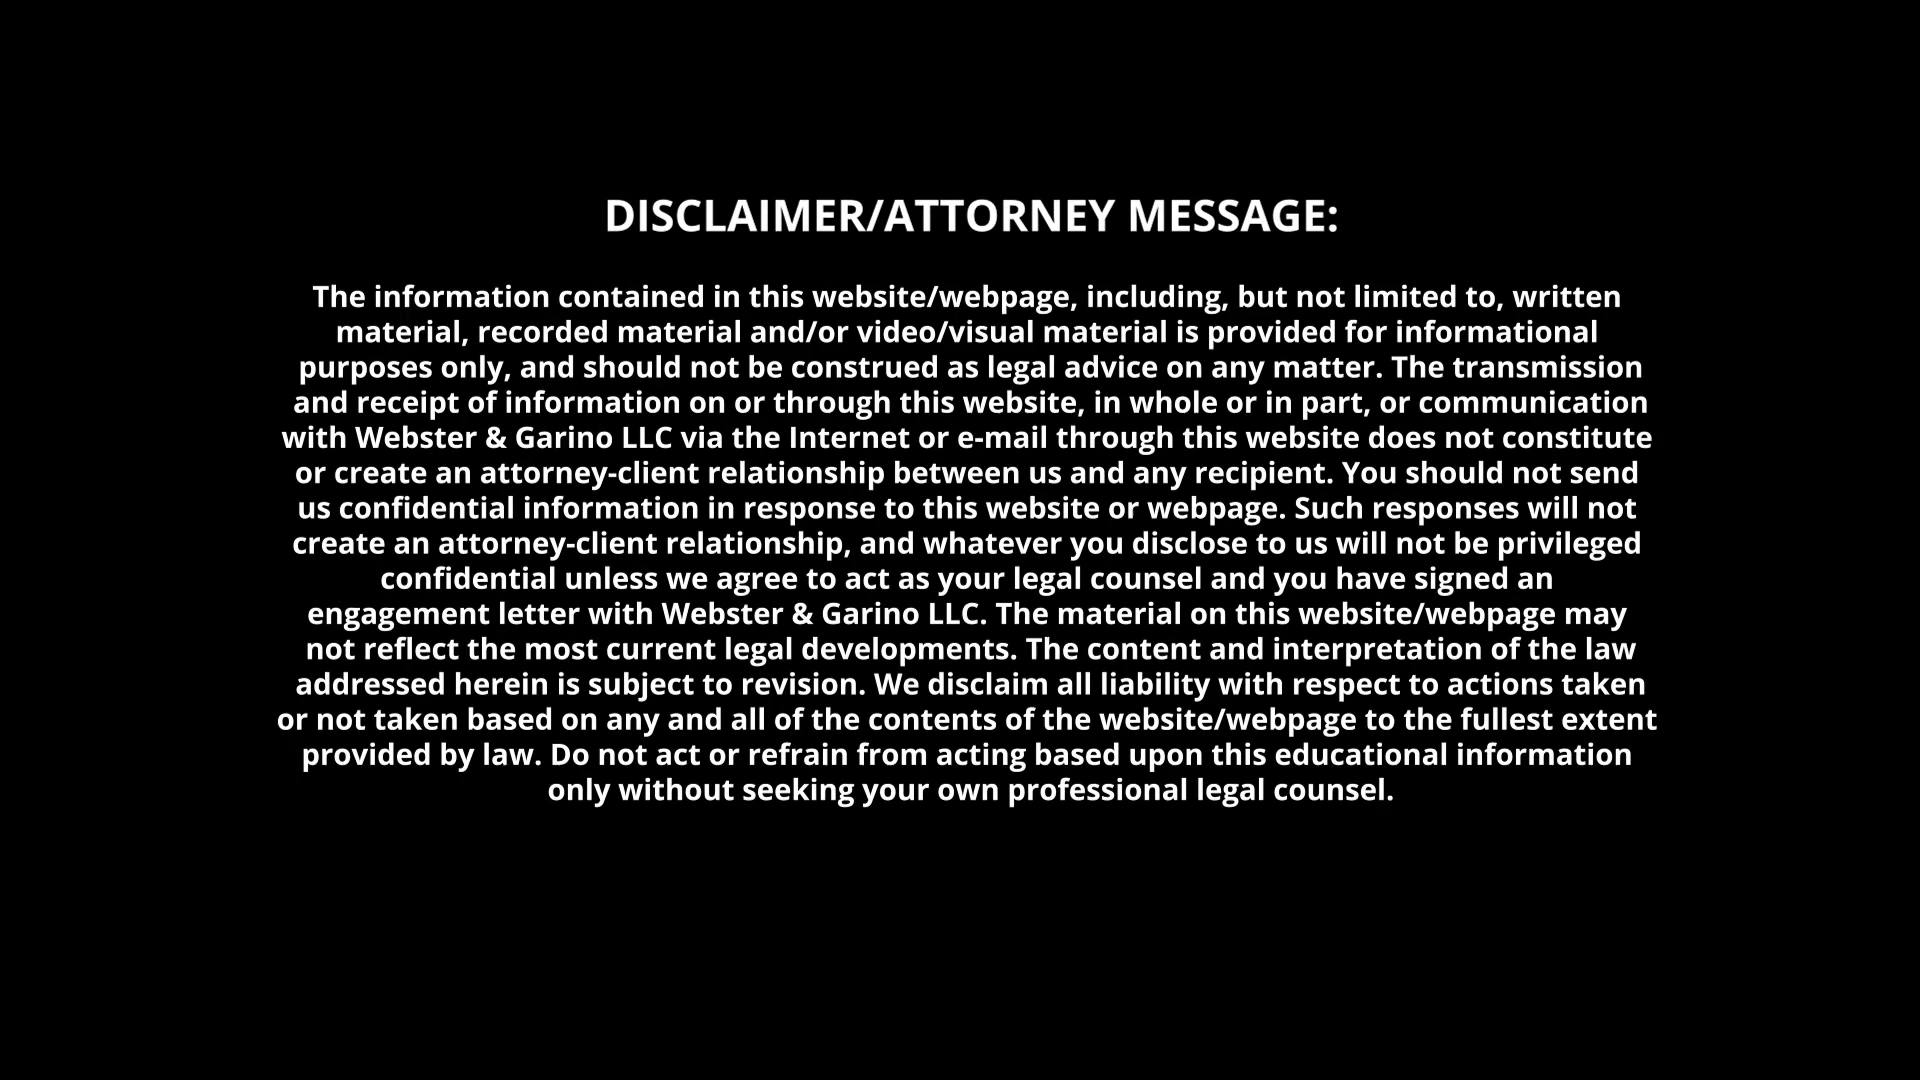 DISCLAIMER/ATTORNEY MESSAGE:
The information contained in this website/webpage, including, but not limited to, written
material, recorded material and/or video/visual material is provided for informational
purposes only, and should not be construed as legal advice on any matter. The transmission
and receipt of information on or through this website, in whole or in part, or communication
with Webster & Garino LLC via the Internet or e-mail through this website does not constitute
or create an attorney-client relationship between us and any recipient. You should not send
us confidential information in response to this website or webpage. Such responses will not
create an attorney-client relationship, and whatever you disclose to us will not be privileged
confidential unless we agree to act as your legal counsel and you have signed an
engagement letter with Webster & Garino LLC. The material on this website/webpage may
not reflect the most current legal developments. The content and interpretation of the law
addressed herein is subject to revision. We disclaim all liability with respect to actions taken
or not taken based on any and all of the contents of the website/webpage to the fullest extent
provided by law. Do not act or refrain from acting based upon this educational information
only without seeking your own professional legal counsel.